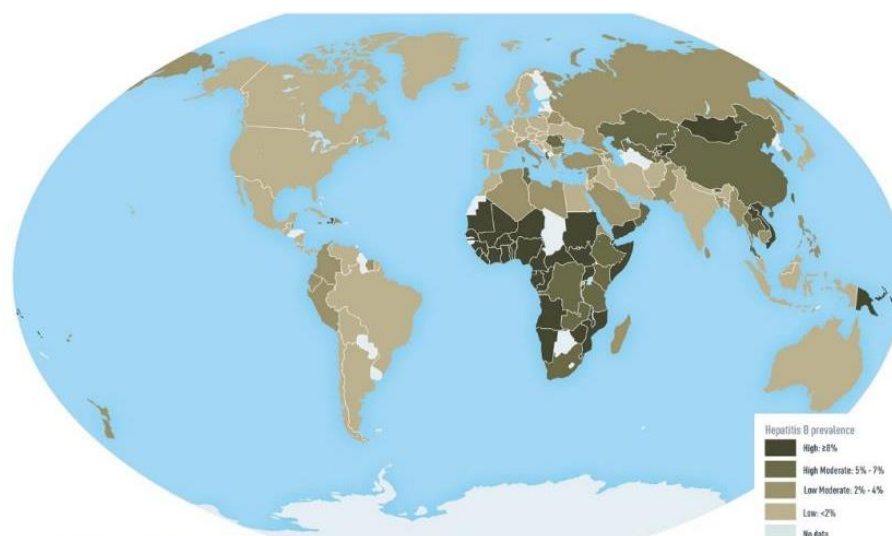 Hepatitis B prevalence
High: ≥8%
High Moderate: 5% - 7%
Low Moderate: 2% - 4%
Low: <2%
No data